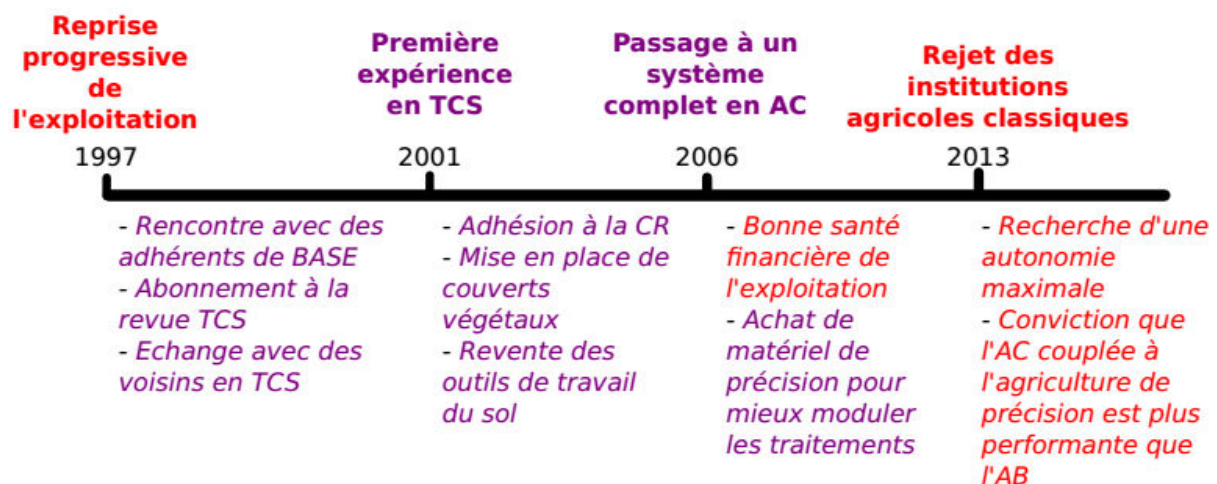 Reprise
progressive
de
l'exploitation
Première
expérience
en TCS
Passage à un
système
complet en AC
Rejet des
institutions
agricoles classiques
1997
2001
2006
2013
- Rencontre avec des
adhérents de BASE
- Abonnement à la
revue TCS
- Echange avec des
voisins en TCS
- Adhésion à la CR
- Mise en place de
couverts
végétaux
- Revente des
outils de travail
du sol
- Bonne santé
financière de
l'exploitation
- Achat de
matériel de
précision pour
mieux moduler
les traitements
- Recherche d'une
autonomie
maximale
- Conviction que
l'AC couplée à
l'agriculture de
précision est plus
performante que
l'AB